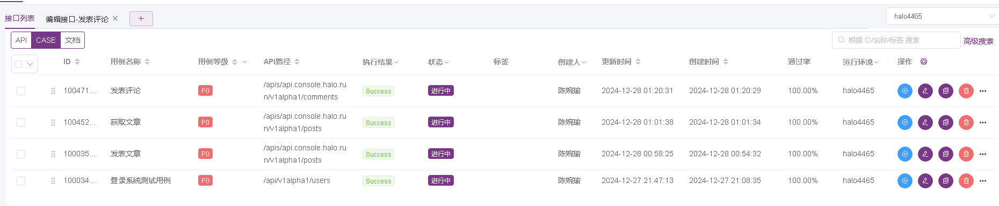 接口列表 编辑接口-发表评论 × + halo4465
API CASE 文档 根据 ID/名称/标签 搜索 高级搜索
ID 用例名称 用例等级 API路径 执行结果 状态 标签 创建人 更新时间 创建时间 通过率 运行环境 操作
100471... 发表评论 P0 /apis/api.console.halo.ru Success 进行中 陈婉瑜 2024-12-28 01:20:31 2024-12-28 01:20:29 100.00% halo4465
n/v1alpha1/comments
100452... 获取文章 P0 /apis/api.console.halo.ru Success 进行中 陈婉瑜 2024-12-28 01:01:38 2024-12-28 01:01:34 100.00% halo4465
n/v1alpha1/posts
100035... 发表文章 P0 /apis/api.console.halo.ru Success 进行中 陈婉瑜 2024-12-28 00:58:25 2024-12-28 00:54:32 100.00% halo4465
n/v1alpha1/posts
100034... 登录系统测试用例 P0 /api/v1alpha1/users Success 进行中 陈婉瑜 2024-12-27 21:47:13 2024-12-27 21:08:35 100.00% halo4465